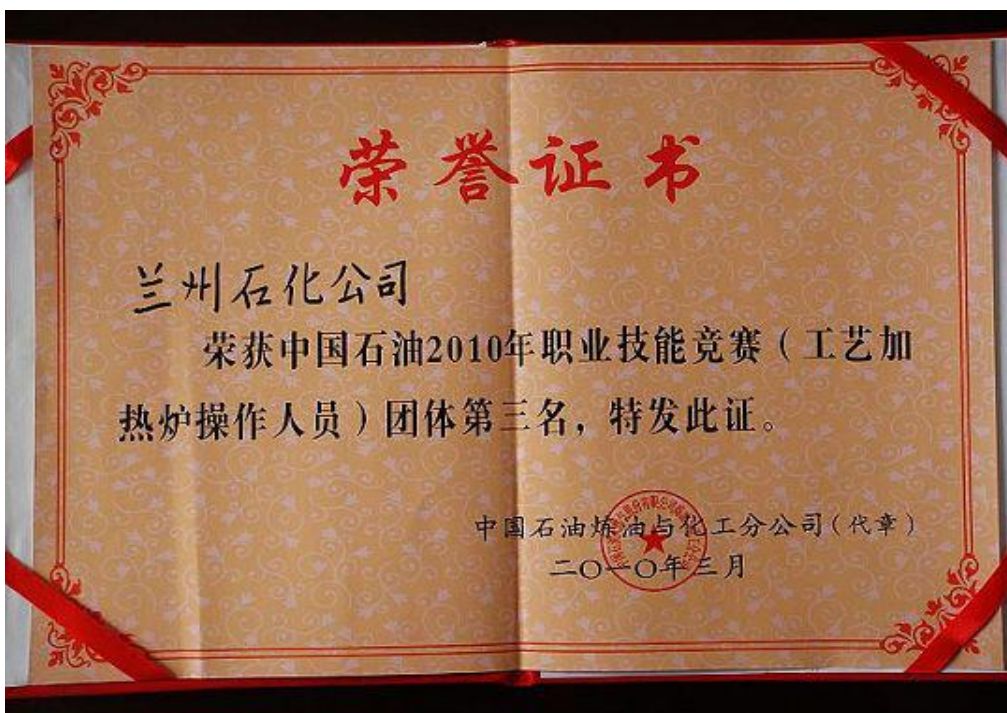 荣誉证书
兰州石化公司
荣获中国石油2010年职业技能竞赛（工艺加
热炉操作人员）团体第三名，特发此证。
中国石油炼油与化工分公司（代章）
二〇一〇年三月